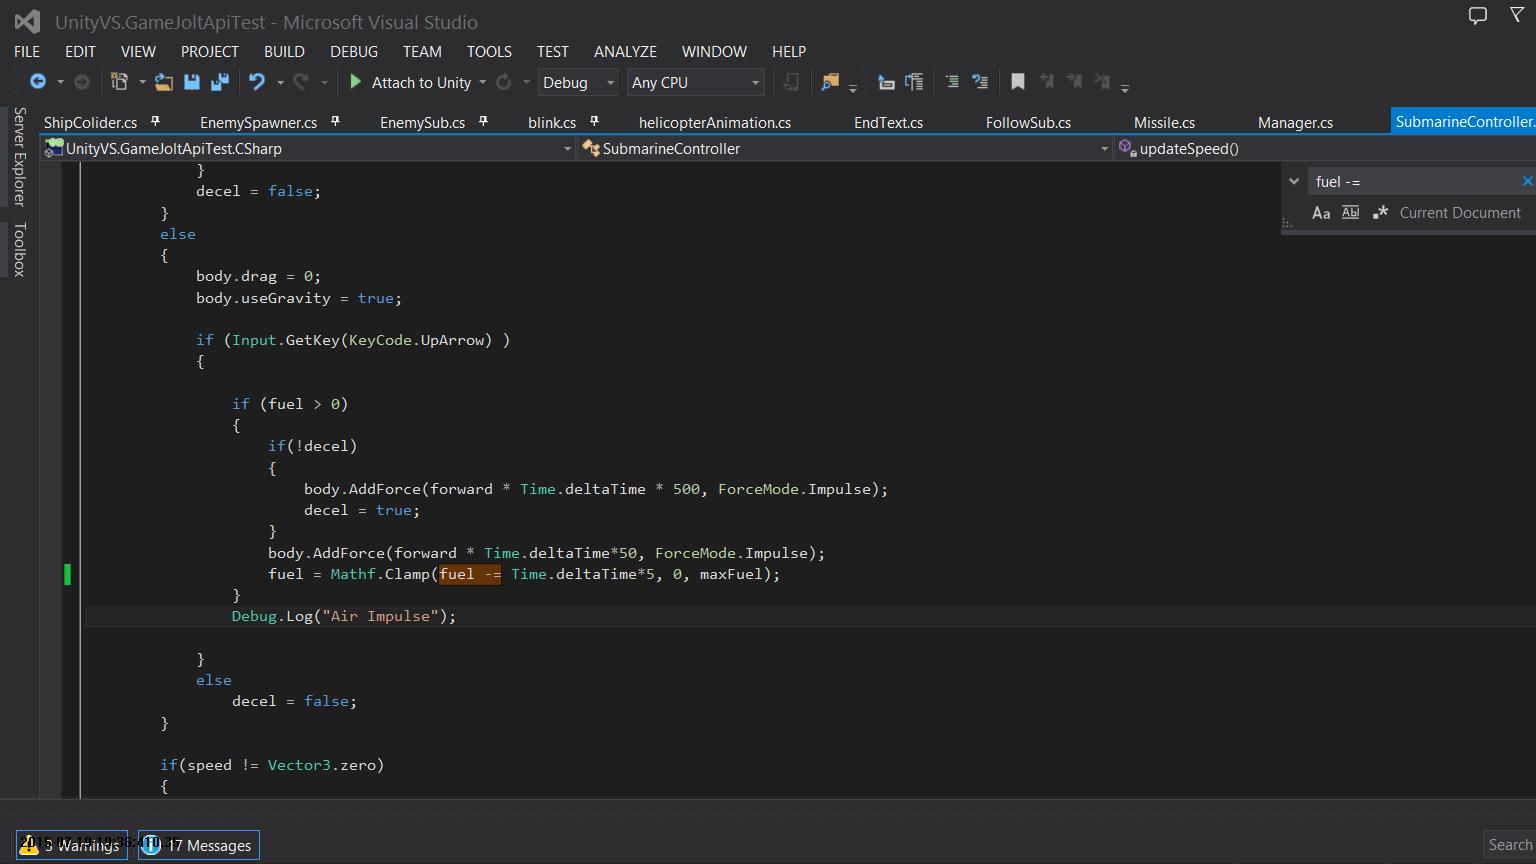 UnityVS.GameJoltApiTest - Microsoft Visual Studio
FILE EDIT VIEW PROJECT BUILD DEBUG TEAM TOOLS TEST ANALYZE WINDOW HELP
Attach to Unity Debug Any CPU
Server Explorer
Toolbox
ShipColider.cs EnemySpawner.cs EnemySub.cs blink.cs helicopterAnimation.cs EndText.cs FollowSub.cs Missile.cs Manager.cs SubmarineController.
UnityVS.GameJoltApiTest.CSharp SubmarineController updateSpeed()
fuel -=
Aa Abl .* Current Document
}
decel = false;
}
else
{
body.drag = 0;
body.useGravity = true;
if (Input.GetKey(KeyCode.UpArrow) )
{
if (fuel > 0)
{
if(!decel)
{
body.AddForce(forward * Time.deltaTime * 500, ForceMode.Impulse);
decel = true;
}
body.AddForce(forward * Time.deltaTime*50, ForceMode.Impulse);
fuel = Mathf.Clamp(fuel -= Time.deltaTime*5, 0, maxFuel);
}
Debug.Log("Air Impulse");
}
else
decel = false;
}
if(speed != Vector3.zero)
{
3 Warnings 17 Messages
Search